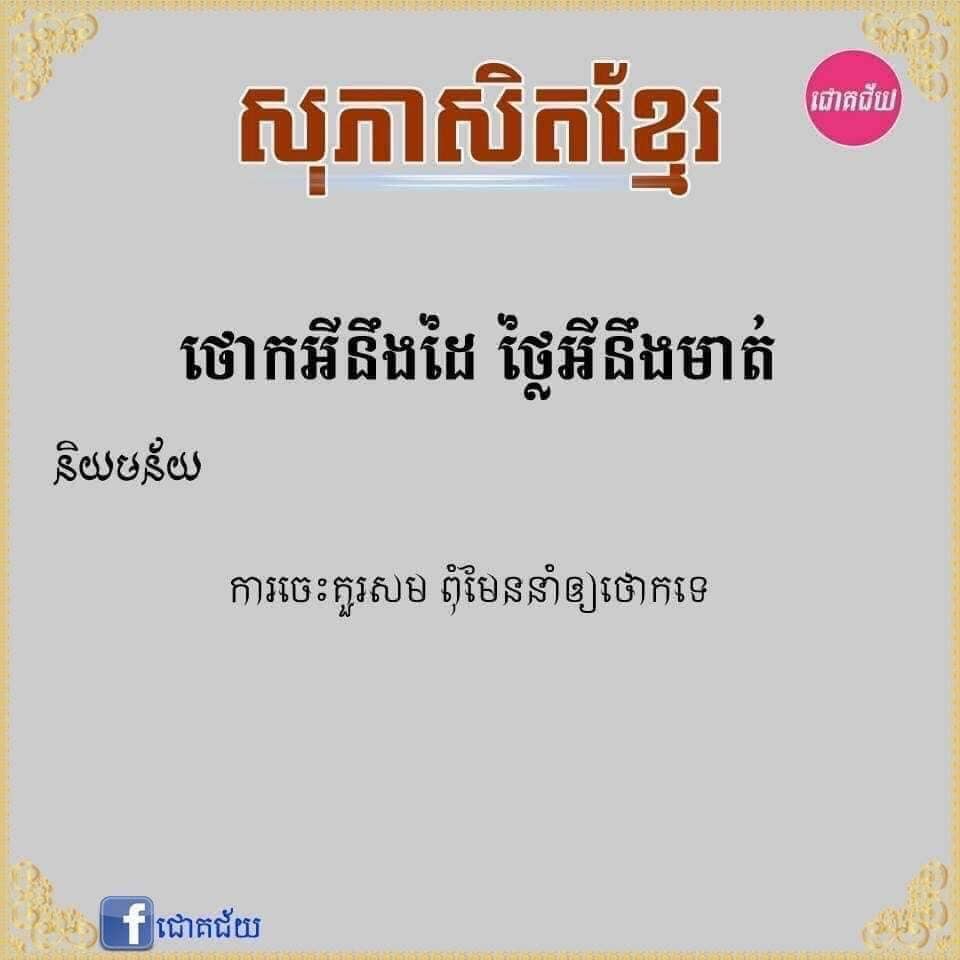 សុភាសិតខ្មែរ
ជោគជ័យ
ថោកអីនឹងដៃ ថ្លៃអីនឹងមាត់
និយមន័យ
ការចេះគួរសម ពុំមែននាំឲ្យថោកទេ
ជោគជ័យ